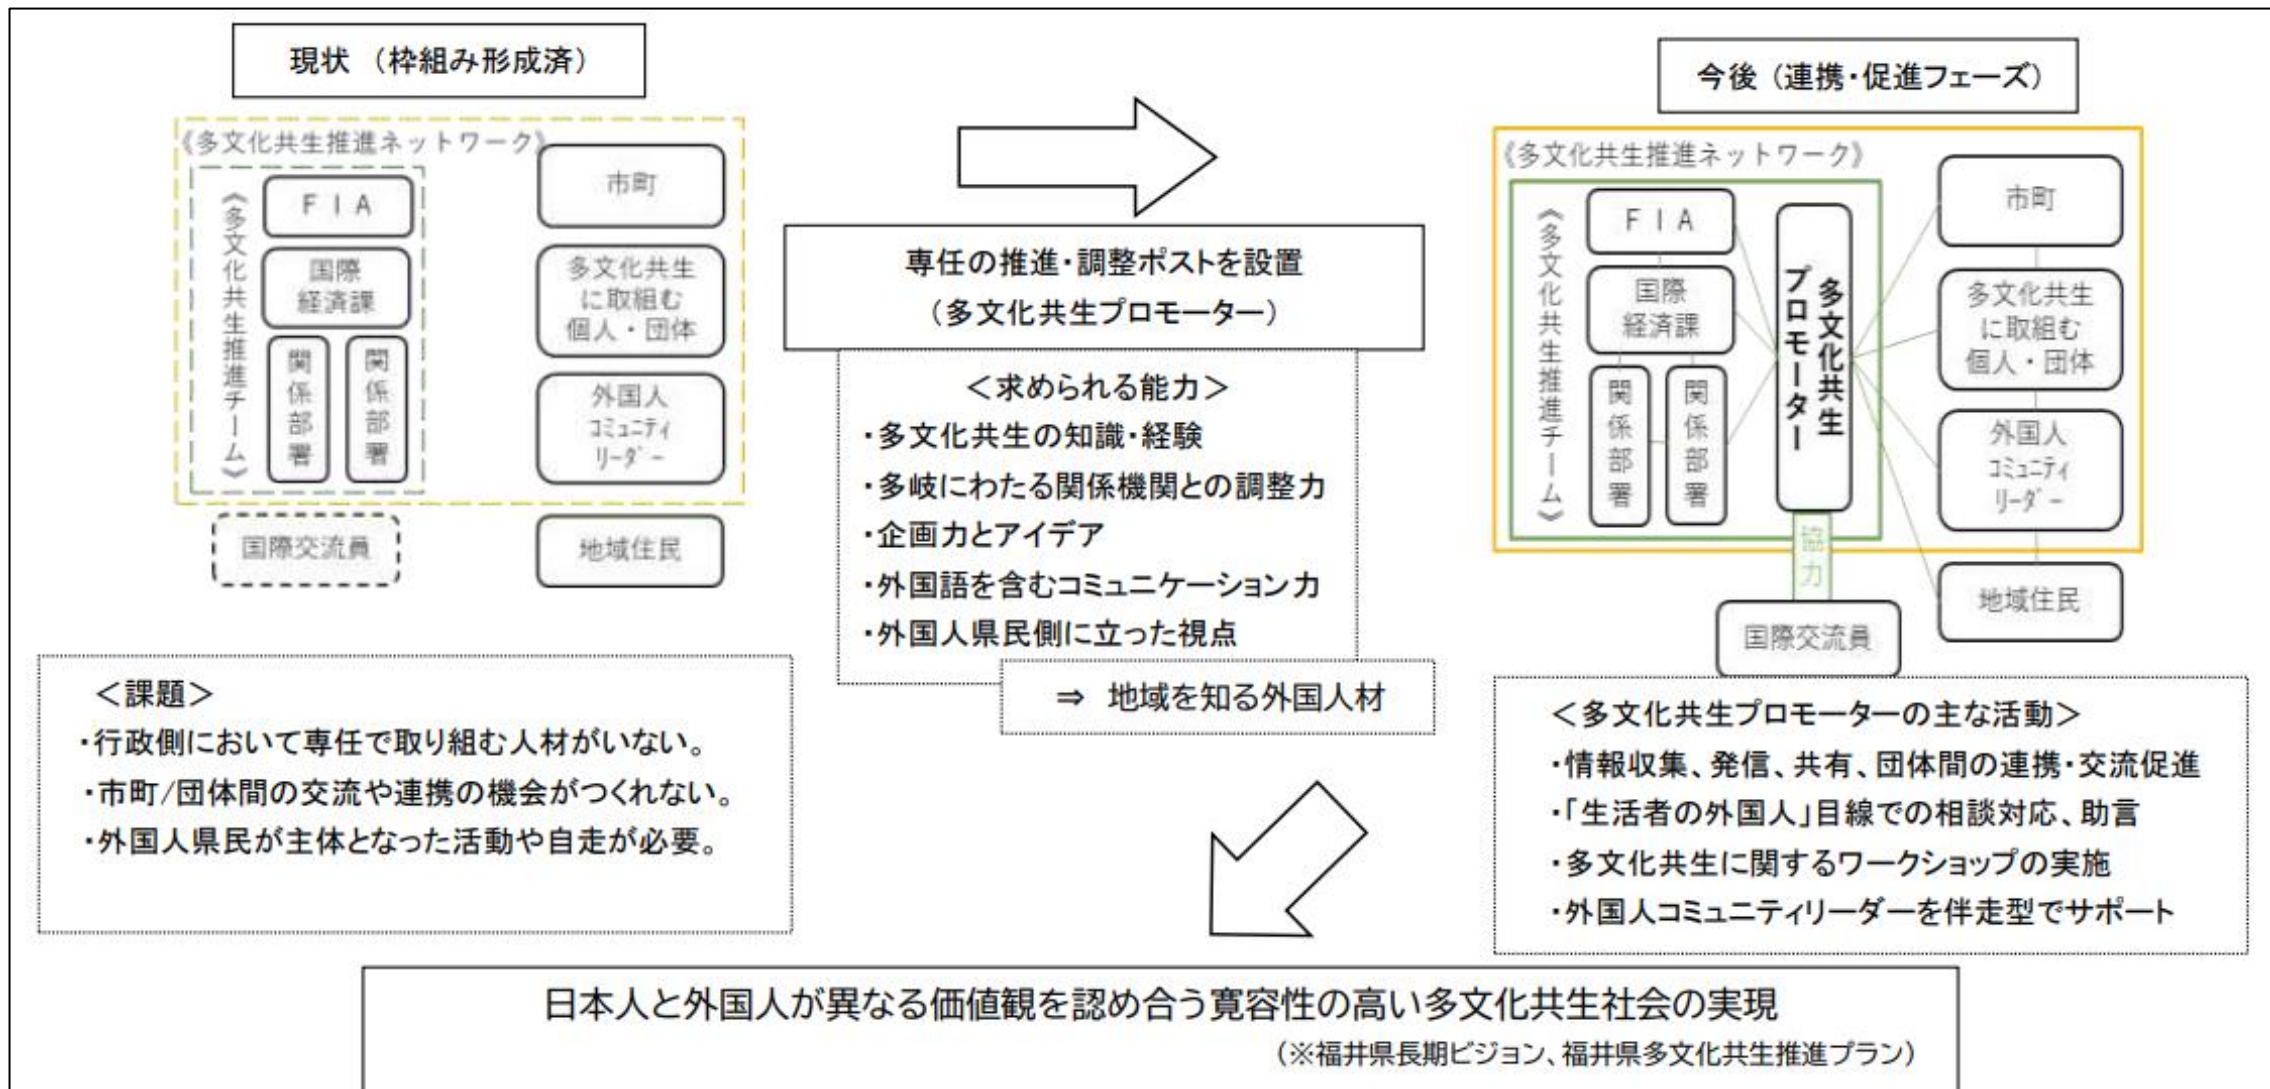 現状 （枠組み形成済）
《多文化共生推進ネットワーク》
《多文化共生推進チーム》
ＦＩＡ
国際
経済課
関係部署
関係部署
市町
多文化共生
に取組む
個人・団体
外国人
コミュニティ
リーダー
国際交流員
地域住民
＜課題＞
・行政側において専任で取り組む人材がいない。
・市町/団体間の交流や連携の機会がつくれない。
・外国人県民が主体となった活動や自走が必要。
専任の推進・調整ポストを設置
（多文化共生プロモーター）
＜求められる能力＞
・多文化共生の知識・経験
・多岐にわたる関係機関との調整力
・企画力とアイデア
・外国語を含むコミュニケーション力
・外国人県民側に立った視点
⇒ 地域を知る外国人材
今後 （連携・促進フェーズ）
《多文化共生推進ネットワーク》
《多文化共生推進チーム》
ＦＩＡ
国際
経済課
関係部署
関係部署
多文化共生
プロモーター
市町
多文化共生
に取組む
個人・団体
外国人
コミュニティ
リーダー
協力
国際交流員
地域住民
＜多文化共生プロモーターの主な活動＞
・情報収集、発信、共有、団体間の連携・交流促進
・「生活者の外国人」目線での相談対応、助言
・多文化共生に関するワークショップの実施
・外国人コミュニティリーダーを伴走型でサポート
日本人と外国人が異なる価値観を認め合う寛容性の高い多文化共生社会の実現
（※福井県長期ビジョン、福井県多文化共生推進プラン）